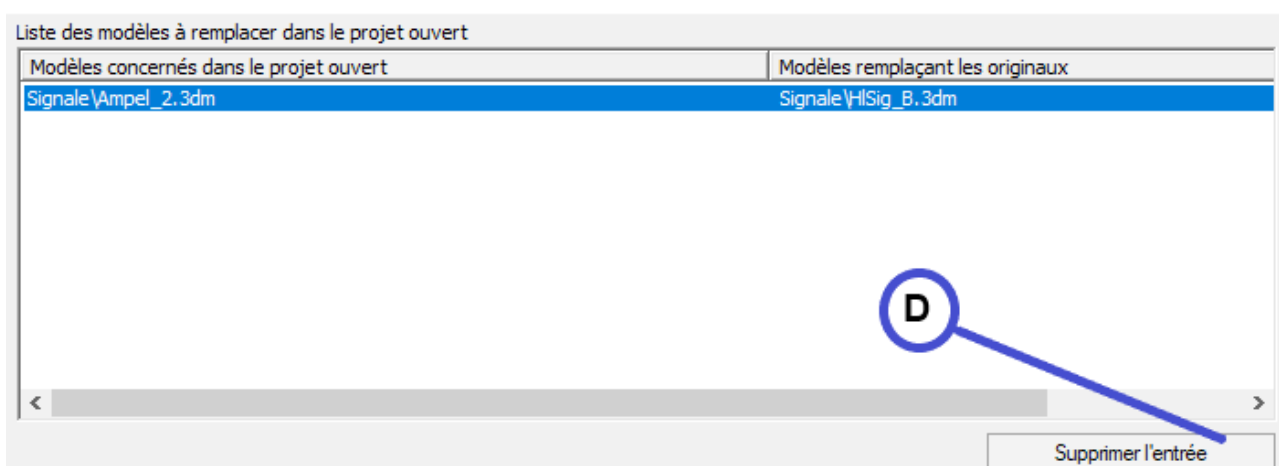 Liste des modèles à remplacer dans le projet ouvert
Modèles concernés dans le projet ouvert Modèles remplaçant les originaux
Signale\Ampel_2.3dm Signale\HlSig_B.3dm
D
Supprimer l'entrée